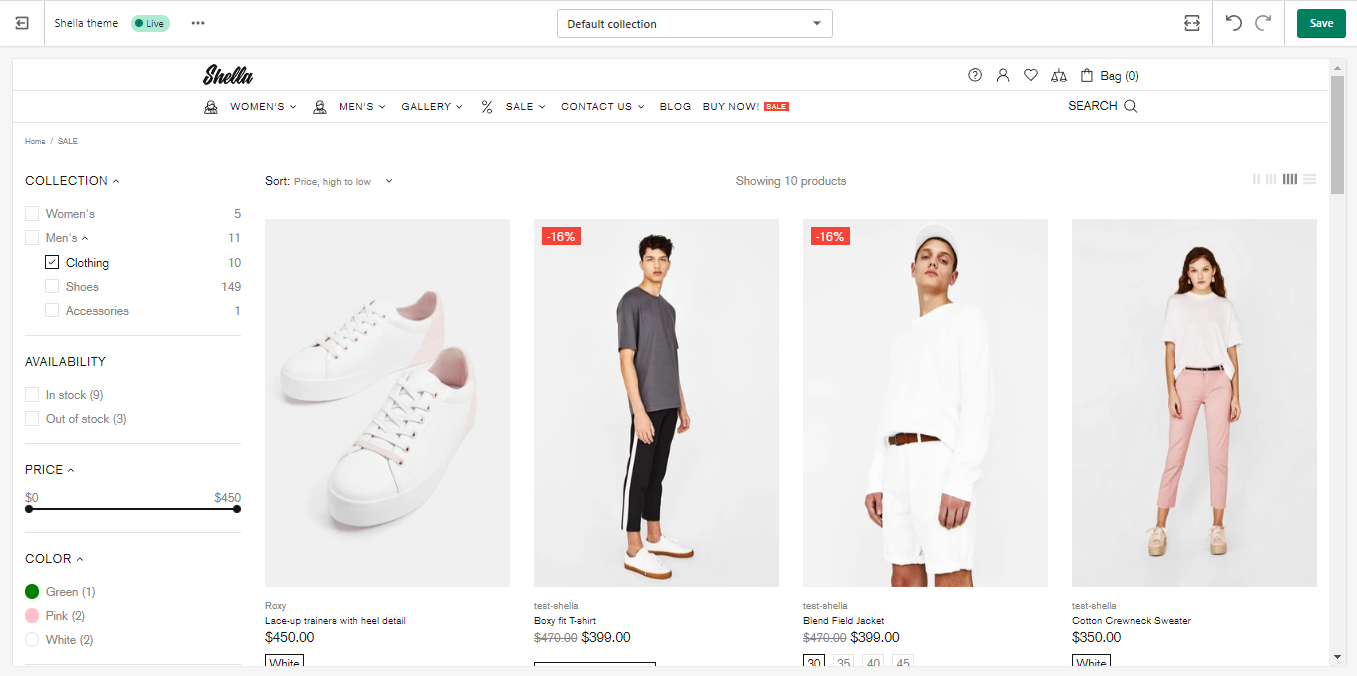 Shella theme Live
Default collection
Save
Shella
Bag (0)
WOMEN'S MEN'S GALLERY SALE CONTACT US BLOG BUY NOW! SALE
SEARCH
Home / SALE
COLLECTION
Women's 5
Men's 11
Clothing 10
Shoes 149
Accessories 1
AVAILABILITY
In stock (9)
Out of stock (3)
PRICE
$0 $450
COLOR
Green (1)
Pink (2)
White (2)
Sort: Price, high to low
Showing 10 products
Roxy
Lace-up trainers with heel detail
$450.00
White
-16%
test-shella
Boxy fit T-shirt
$470.00 $399.00
-16%
test-shella
Blend Field Jacket
$470.00 $399.00
30 35 40 45
test-shella
Cotton Crewneck Sweater
$350.00
White